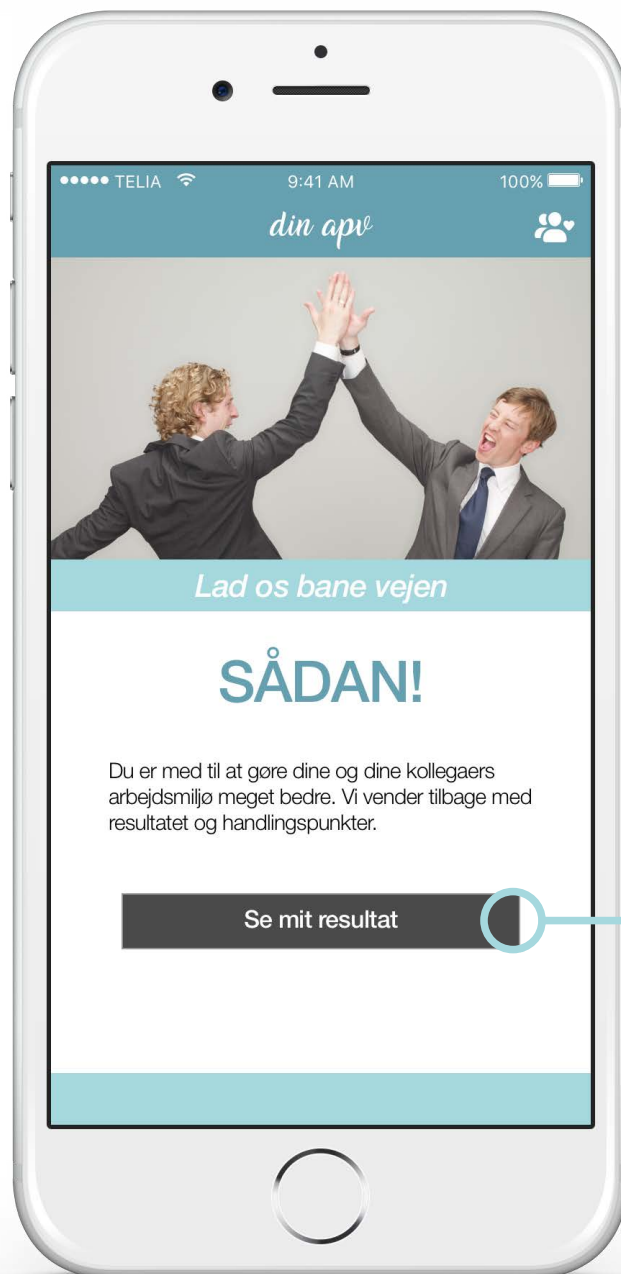 TELIA 9:41 AM 100%
din apv
Lad os bane vejen
SÅDAN!
Du er med til at gøre dine og dine kollegaers
arbejdsmiljø meget bedre. Vi vender tilbage med
resultatet og handlingspunkter.
Se mit resultat